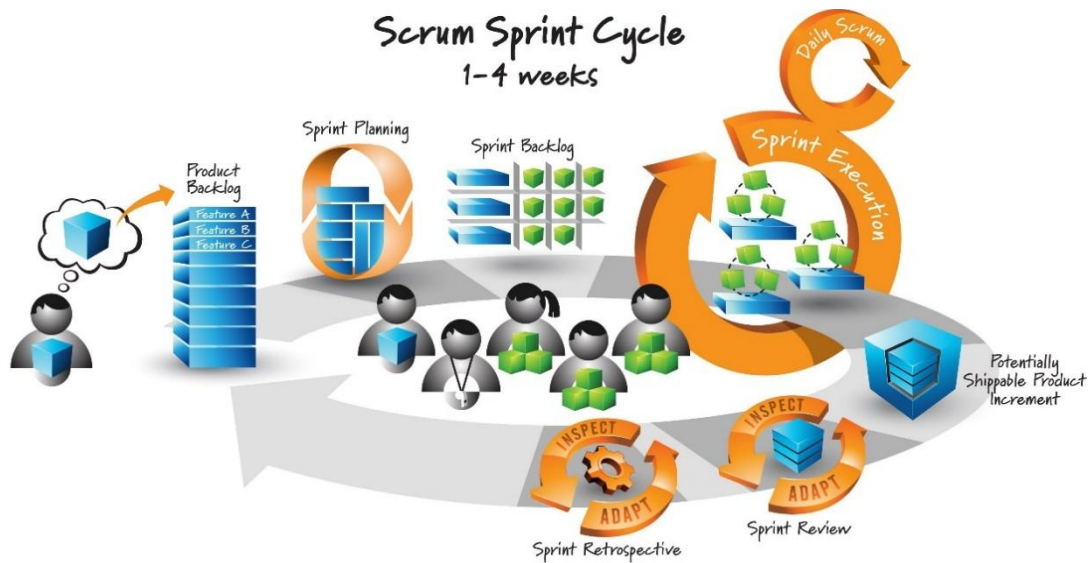 Scrum Sprint Cycle
1-4 weeks
Daily Scrum
Sprint Execution
Sprint Planning
Sprint Backlog
Product
Backlog
Feature A
Feature B
Feature C
Potentially
Shippable Product
Increment
INSPECT
ADAPT
Sprint Review
INSPECT
ADAPT
Sprint Retrospective